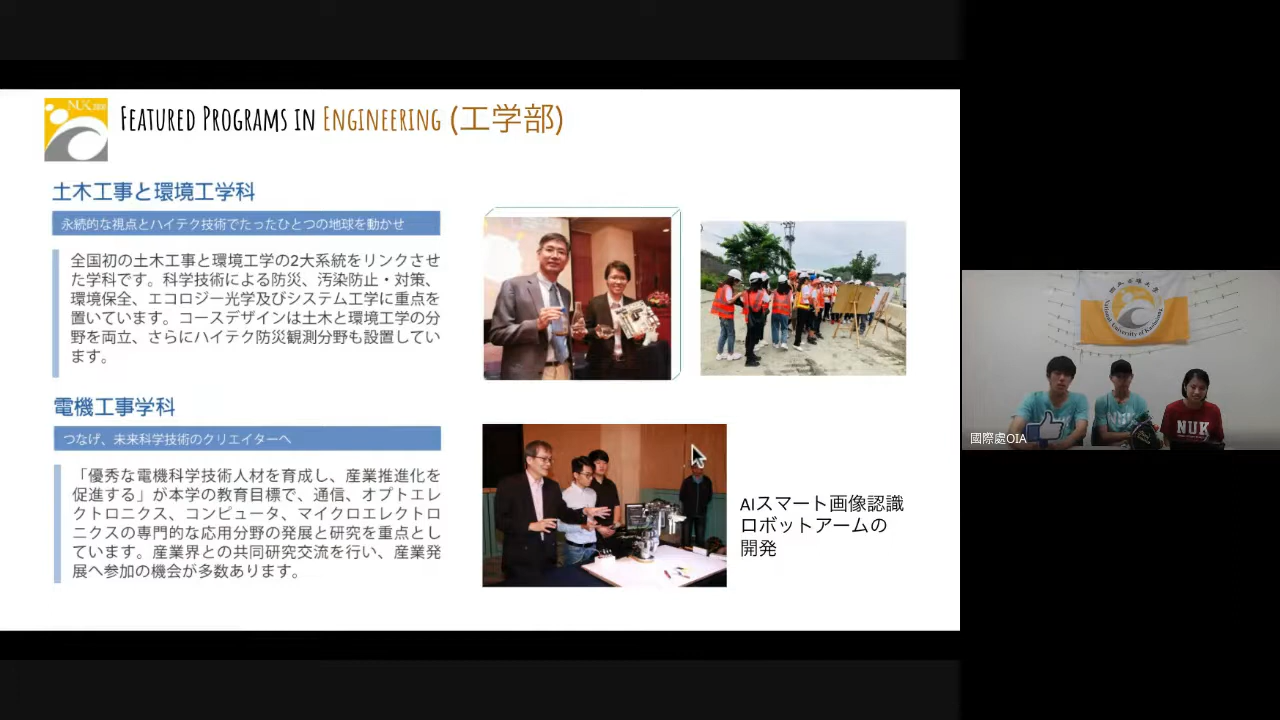 NUK
FEATURED PROGRAMS IN ENGINEERING (工学部)
土木工事と環境工学科
永続的な視点とハイテク技術でたったひとつの地球を動かせ
全国初の土木工事と環境工学の2大系統をリンクさせ
た学科です。科学技術による防災、汚染防止・対策、
環境保全、エコロジー光学及びシステム工学に重点を
置いています。コースデザインは土木と環境工学の分
野を両立、さらにハイテク防災観測分野も設置してい
ます。
電機工事学科
つなげ、未来科学技術のクリエイターへ
「優秀な電機科学技術人材を育成し、産業推進化を
促進する」が本学の教育目標で、通信、オプトエレ
クトロニクス、コンピュータ、マイクロエレクトロ
ニクスの専門的な応用分野の発展と研究を重点とし
ています。産業界との共同研究交流を行い、産業発
展へ参加の機会が多数あります。
AIスマート画像認識
ロボットアームの
開発
National University of Kaohsiung
NUK
NUK
國際處OIA